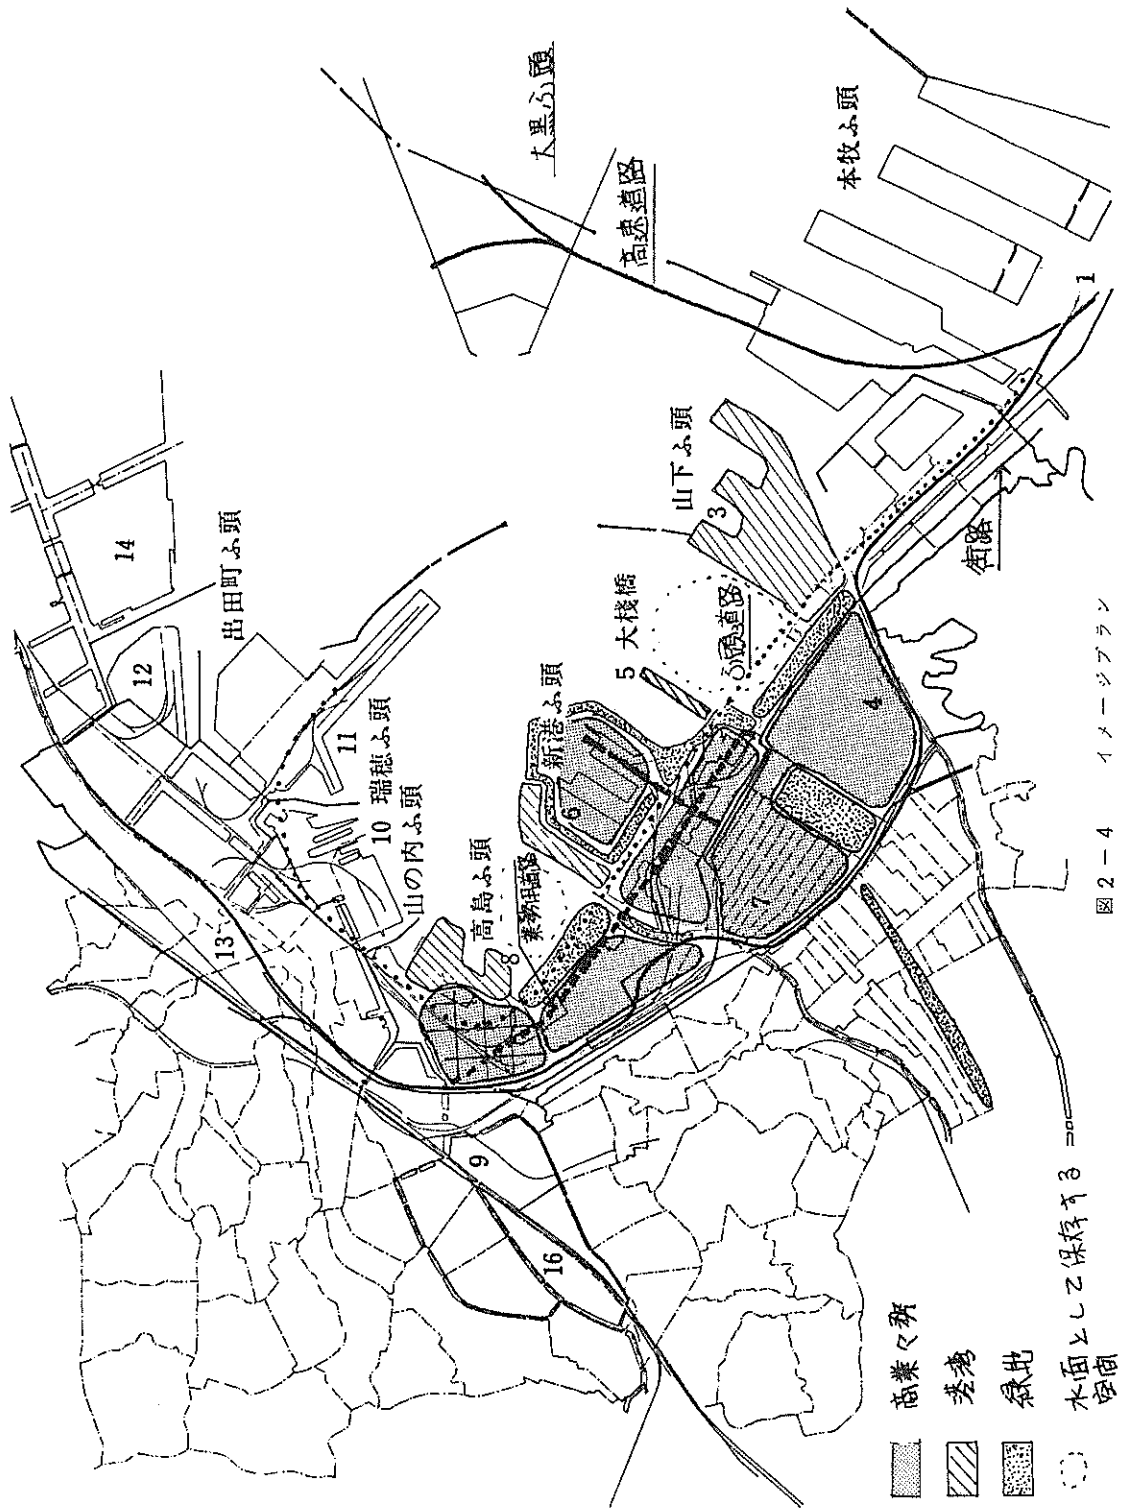 大黒ふ頭
高速道路
本牧ふ頭
1
山下ふ頭
3
街路
14
出田町ふ頭
12
11
10 瑞穂ふ頭
山の内ふ頭
5 大棧橋
ふ頭道路
新港ふ頭
6
4
高島ふ頭
業務用道路
8
7
13
9
16
商業々務
港湾
緑地
水面として保存する
空間
図2-4 イメージプラン